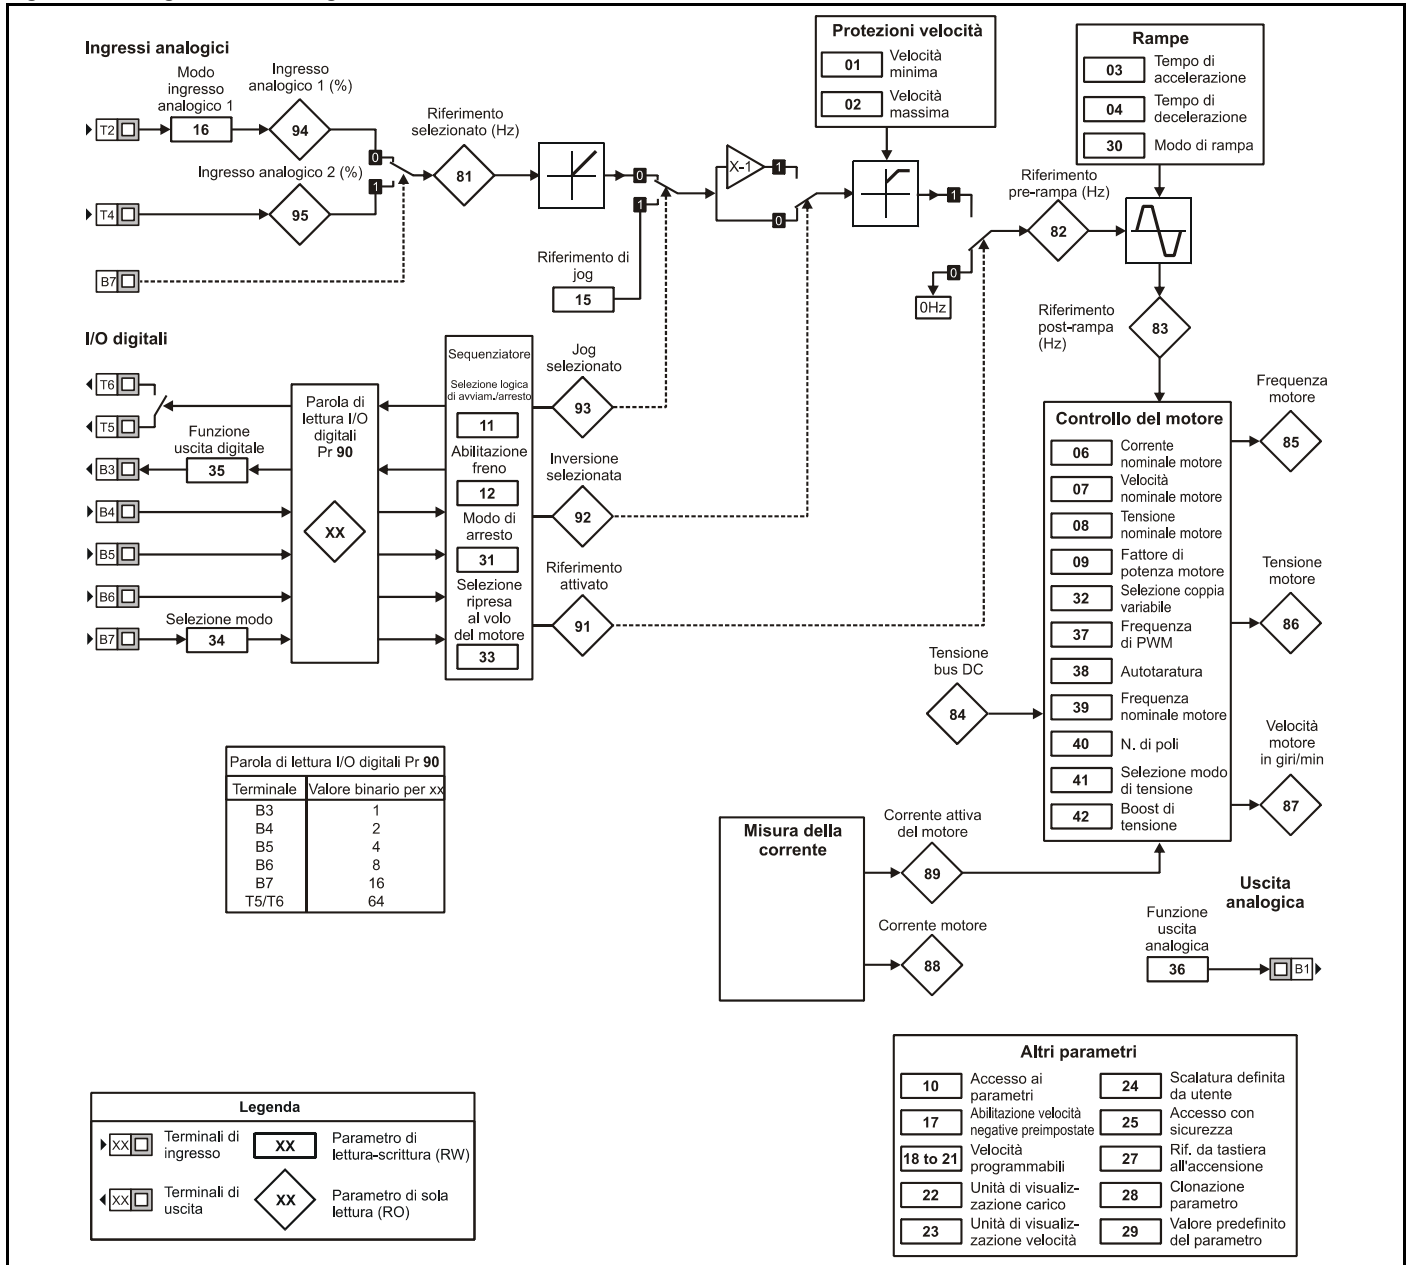 Ingressi analogici
Modo
ingresso
analogico 1
Ingresso
analogico 1 (%)
T2
16
94
0
Ingresso analogico 2 (%)
1
T4
95
B7
Riferimento
selezionato (Hz)
81
0
1
Riferimento di
jog
15
X-1
1
0
Protezioni velocità
01
Velocità
minima
02
Velocità
massima
1
0
0Hz
Riferimento
pre-rampa (Hz)
82
Rampe
03
Tempo di
accelerazione
04
Tempo di
decelerazione
30
Modo di rampa
Riferimento
post-rampa
(Hz)
83
I/O digitali
T6
T5
B3
B4
B5
B6
B7
Funzione
uscita digitale
35
Selezione modo
34
Parola di
lettura I/O
digitali
Pr 90
XX
Sequenziatore
Selezione logica
di avviam./arresto
11
Abilitazione
freno
12
Modo di
arresto
31
Selezione
ripresa
al volo
del motore
33
Jog
selezionato
93
Inversione
selezionata
92
Riferimento
attivato
91
Tensione
bus DC
84
Controllo del motore
06
Corrente
nominale motore
07
Velocità
nominale motore
08
Tensione
nominale motore
09
Fattore di
potenza motore
32
Selezione coppia
variabile
37
Frequenza
di PWM
38
Autotaratura
39
Frequenza
nominale motore
40
N. di poli
41
Selezione modo
di tensione
42
Boost di
tensione
Frequenza
motore
85
Tensione
motore
86
Velocità
motore
in giri/min
87
Parola di lettura I/O digitali Pr 90
Terminale Valore binario per xx
B3 1
B4 2
B5 4
B6 8
B7 16
T5/T6 64
Misura della
corrente
Corrente attiva
del motore
89
Corrente motore
88
Uscita
analogica
Funzione
uscita
analogica
36
B1
Legenda
XX
Terminali di
ingresso
XX
Parametro di
lettura-scrittura (RW)
XX
Terminali di
uscita
XX
Parametro di sola
lettura (RO)
Altri parametri
10
Accesso ai
parametri
17
Abilitazione velocità
negative preimpostate
18 to 21
Velocità
programmabili
22
Unità di visualiz-
zazione carico
23
Unità di visualiz-
zazione velocità
24
Scalatura definita
da utente
25
Accesso con
sicurezza
27
Rif. da tastiera
all'accensione
28
Clonazione
parametro
29
Valore predefinito
del parametro